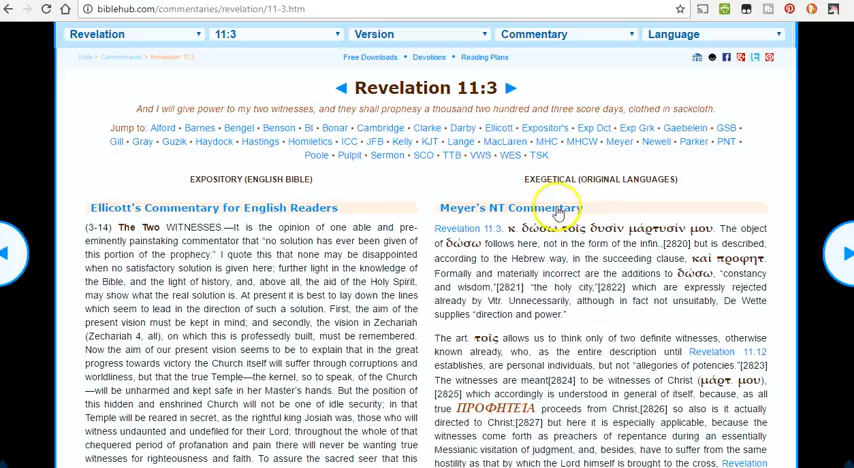 biblehub.com/commentaries/revelation/11-3.htm
Revelation 11:3 Version Commentary Language
Bible > Commentaries > Revelation 11:3
Free Downloads • Devotions • Reading Plans
◄ Revelation 11:3 ►
And I will give power to my two witnesses, and they shall prophesy a thousand two hundred and three score days, clothed in sackcloth.
Jump to: Alford • Barnes • Bengel • Benson • BI • Bonar • Cambridge • Clarke • Darby • Ellicott • Expositor's • Exp Dct • Exp Grk • Gaebelein • GSB •
Gill • Gray • Guzik • Haydock • Hastings • Homiletics • ICC • JFB • Kelly • KJT • Lange • MacLaren • MHC • MHCW • Meyer • Newell • Parker • PNT •
Poole • Pulpit • Sermon • SCO • TTB • VWS • WES • TSK
EXPOSITORY (ENGLISH BIBLE)
Ellicott's Commentary for English Readers
(3-14) The Two WITNESSES.—It is the opinion of one able and pre-
eminently painstaking commentator that “no solution has ever been given of
this portion of the prophecy.” I quote this that none may be disappointed
when no satisfactory solution is given here; further light in the knowledge of
the Bible, and the light of history, and, above all, the aid of the Holy Spirit,
may show what the real solution is. At present it is best to lay down the lines
which seem to lead in the direction of such a solution. First, the aim of the
present vision must be kept in mind; and secondly, the vision in Zechariah
(Zechariah 4, all), on which this is professedly built, must be remembered.
Now the aim of our present vision seems to be to explain that in the great
progress towards victory the Church itself will suffer through corruptions and
worldliness, but that the true Temple—the kernel, so to speak, of the Church
—will be unharmed and kept safe in her Master's hands. But the position of
this hidden and enshrined Church will not be one of idle security; in that
Temple will be reared in secret, as the rightful king Josiah was, those who will
witness undaunted and undefiled for their Lord; throughout the whole of that
chequered period of profanation and pain there will never be wanting true
witnesses for righteousness and faith. To assure the sacred seer that this
EXEGETICAL (ORIGINAL LANGUAGES)
Meyer's NT Commentary
Revelation 11:3. κ. δώσω τοῖς δυσὶν μάρτυσίν μου. The object
of δώσω follows here, not in the form of the infin.,[2820] but is described,
according to the Hebrew way, in the succeeding clause, καὶ προφητ.
Formally and materially incorrect are the additions to δώσω, “constancy
and wisdom,”[2821] “the holy city,”[2822] which are expressly rejected
already by Vitr. Unnecessarily, although in fact not unsuitably, De Wette
supplies “direction and power.”
The art. τοῖς allows us to think only of two definite witnesses, otherwise
known already, who, as the entire description until Revelation 11:12
establishes, are personal individuals, but not “allegories of potencies.”[2823]
The witnesses are meant[2824] to be witnesses of Christ (μάρτ. μου),
[2825] which accordingly is understood in general of itself, because, as all
true ΠΡΟΦΗΤΕΙΑ proceeds from Christ,[2826] so also is it actually
directed to Christ;[2827] but here it is especially applicable, because the
witnesses come forth as preachers of repentance during an essentially
Messianic visitation of judgment, and, besides, have to suffer from the same
hostility as that by which the Lord himself is brought to the cross, Revelation